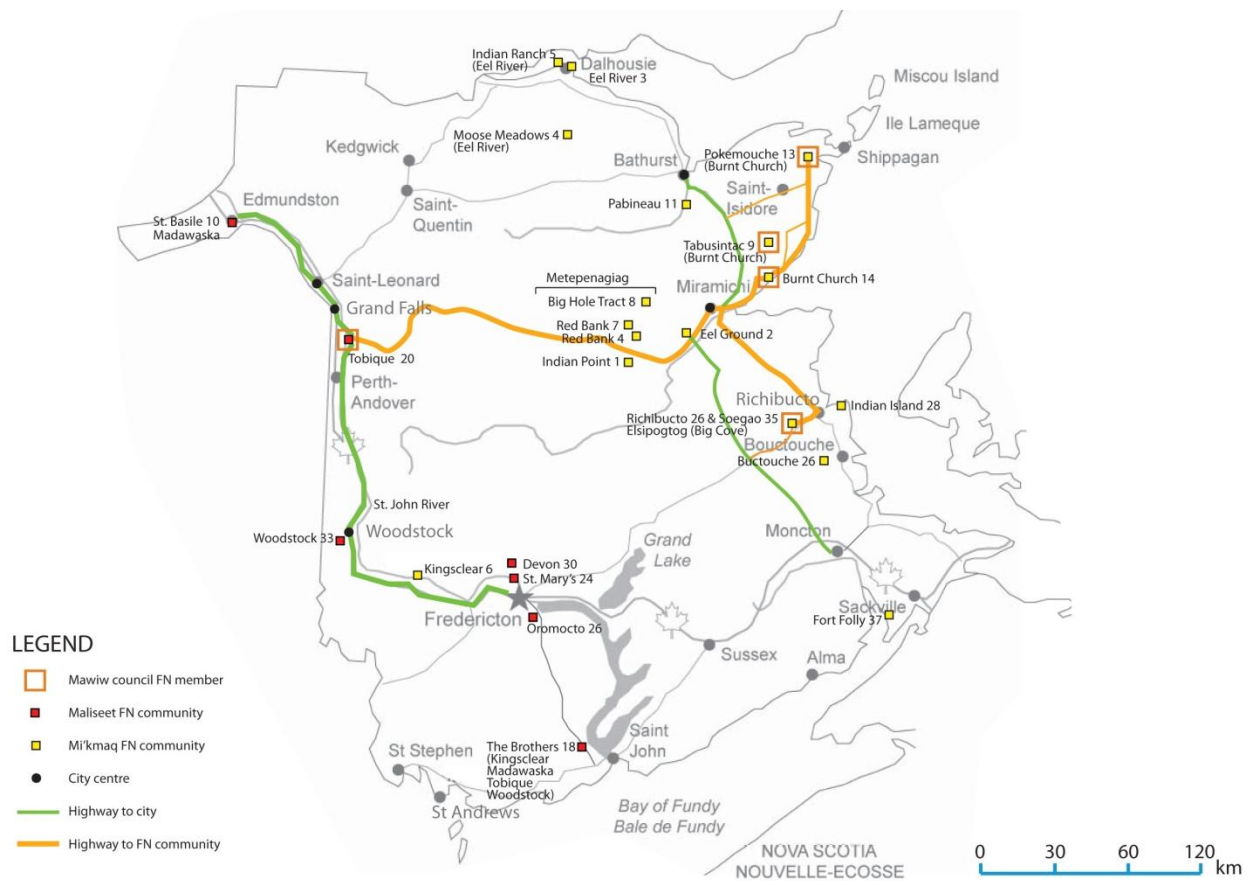 Indian Ranch 5
(Eel River)
Dalhousie
Eel River 3
Miscou Island
Ile Lameque
Shippagan
Moose Meadows 4
(Eel River)
Kedgwick
Bathurst
Pokemouche 13
(Burnt Church)
Saint-
Isidore
Edmundston
Saint-
Quentin
Pabineau 11
St. Basile 10
Madawaska
Tabusintac 9
(Burnt Church)
Saint-Leonard
Metepenagiag
Miramichi
Burnt Church 14
Big Hole Tract 8
Grand Falls
Red Bank 7
Red Bank 4
Eel Ground 2
Tobique 20
Indian Point 1
Perth-
Andover
Richibucto
Indian Island 28
Richibucto 26 & Soegao 35
Elsipogtog (Big Cove)
Bouctouche
Buctouche 26
St. John River
Woodstock
Woodstock 33
Moncton
Grand
Lake
Kingsclear 6
Devon 30
St. Mary's 24
Fredericton
Oromocto 26
Sackville
Fort Folly 37
Sussex
Alma
The Brothers 18
(Kingsclear
Madawaska
Tobique
Woodstock)
Saint
John
St Stephen
St Andrews
Bay of Fundy
Bale de Fundy
NOVA SCOTIA
NOUVELLE-ECOSSE
LEGEND
Mawiw council FN member
Maliseet FN community
Mi'kmaq FN community
City centre
Highway to city
Highway to FN community
0 30 60 120
km